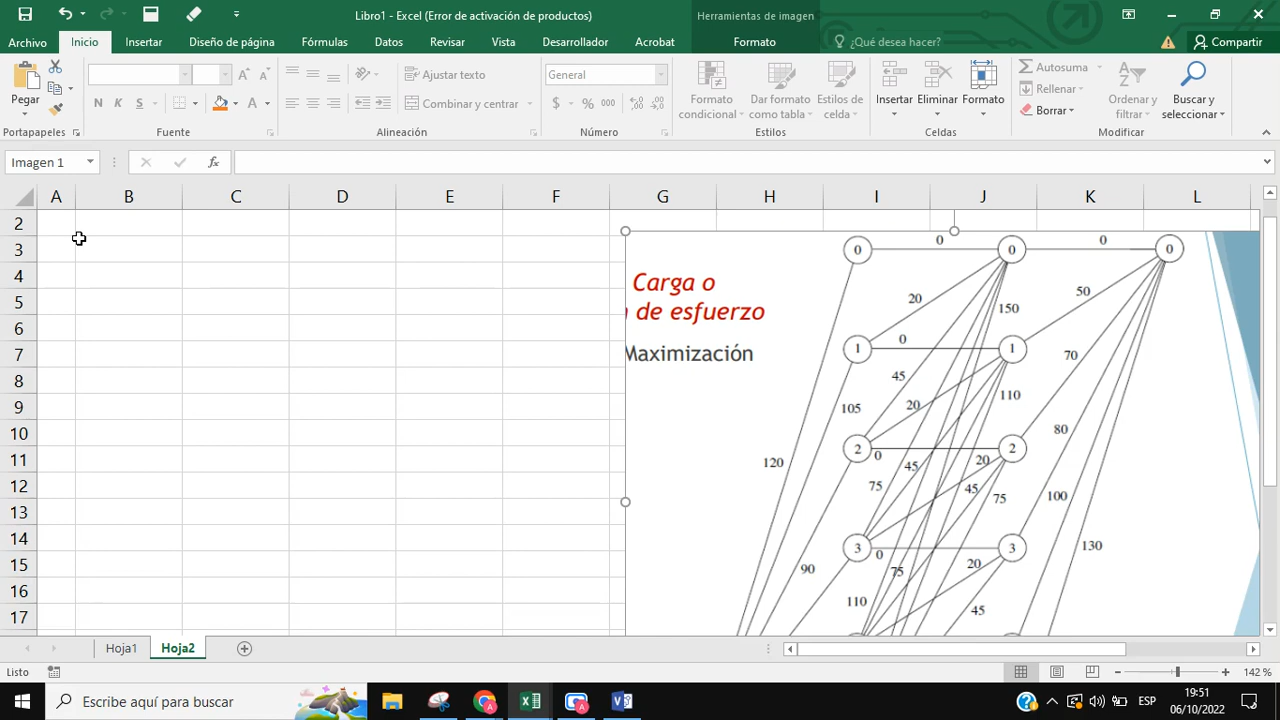 Libro1 - Excel (Error de activación de productos)
Herramientas de imagen
Archivo Inicio Insertar Diseño de página Fórmulas Datos Revisar Vista Desarrollador Acrobat Formato ¿Qué desea hacer? Compartir
Pegar
Portapapeles
N K S
Fuente
Ajustar texto
Combinar y centrar
Alineación
General
$ % 000
Número
Formato condicional
Dar formato como tabla
Estilos de celda
Estilos
Insertar
Eliminar
Formato
Celdas
Autosuma
Rellenar
Borrar
Ordenar y filtrar
Buscar y seleccionar
Modificar
Imagen 1
fx
A B C D E F G H I J K L
2
3
4
5
6
7
8
9
10
11
12
13
14
15
16
17
Carga o
de esfuerzo
Maximización
0 0 0 0 0
20 150 50
1 0 1
45 70
105 20 110
2 0 20 2 80
120 45
75 45 75 100
3 0 3 130
90 75 20
110 45
Hoja1 Hoja2
Listo
142 %
Escribe aquí para buscar
ESP
19:51
06/10/2022